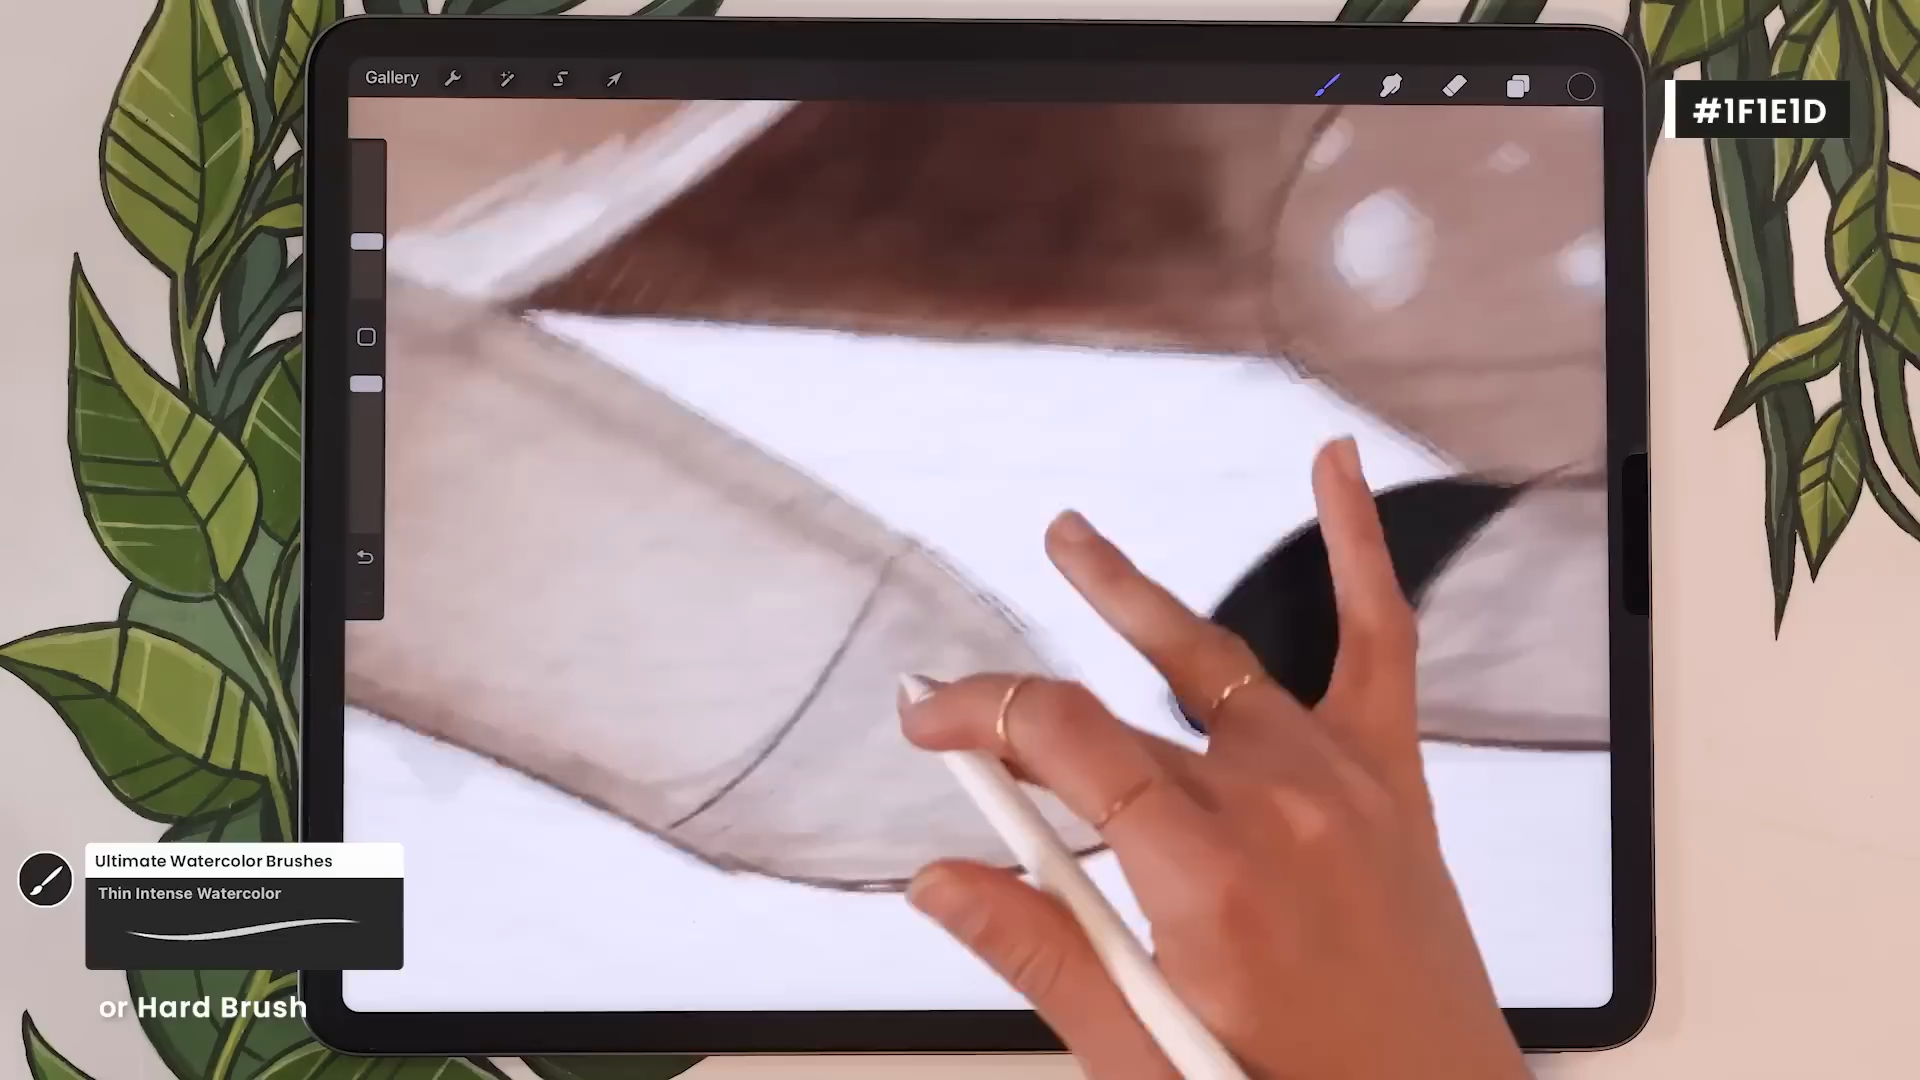 Gallery
#1F1E1D
Ultimate Watercolor Brushes
Thin Intense Watercolor
or Hard Brush